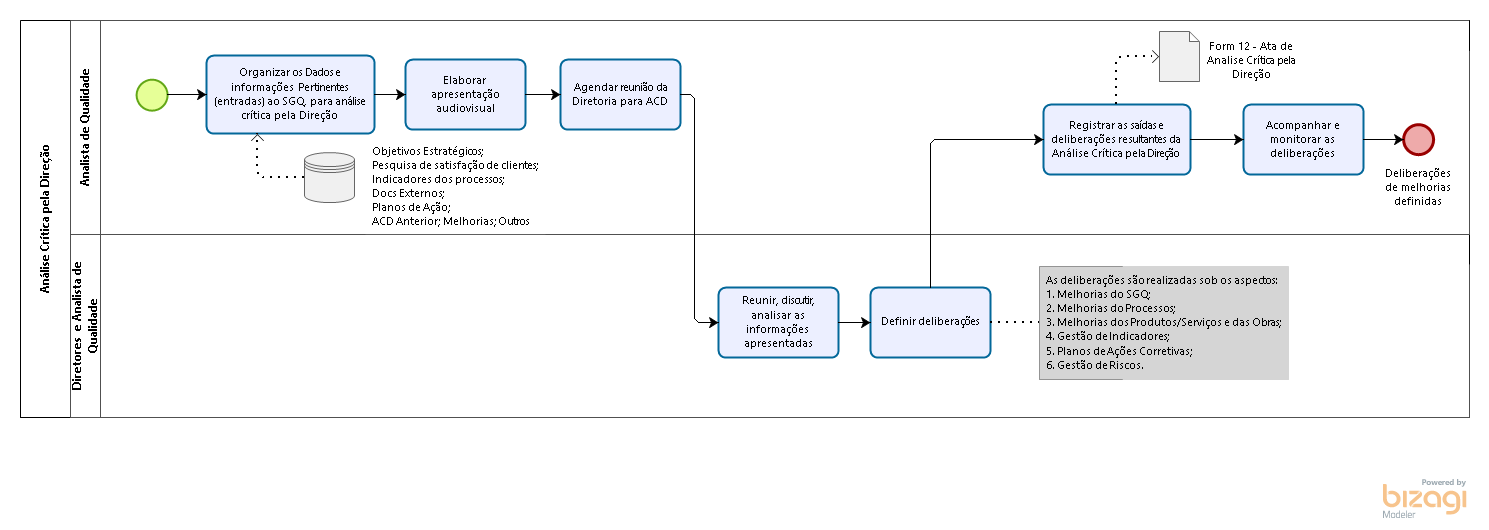 Análise Crítica pela Direção
Analista de Qualidade
Organizar os Dados e
informações Pertinentes
(entradas) ao SGQ, para análise
crítica pela Direção
Elaborar
apresentação
audiovisual
Agendar reunião da
Diretoria para ACD
Objetivos Estratégicos;
Pesquisa de satisfação de clientes;
Indicadores dos processos;
Docs Externos;
Planos de Ação;
ACD Anterior; Melhorias; Outros
Form 12 - Ata de
Analise Crítica pela
Direção
Registrar as saídas e
deliberações resultantes da
Análise Crítica pela Direção
Acompanhar e
monitorar as
deliberações
Deliberações
de melhorias
definidas
Diretores e Analista de
Qualidade
Reunir, discutir,
analisar as
informações
apresentadas
Definir deliberações
As deliberações são realizadas sob os aspectos:
1. Melhorias do SGQ;
2. Melhorias do Processos;
3. Melhorias dos Produtos/Serviços e das Obras;
4. Gestão de Indicadores;
5. Planos de Ações Corretivas;
6. Gestão de Riscos.
Powered by
bizagi
Modeler